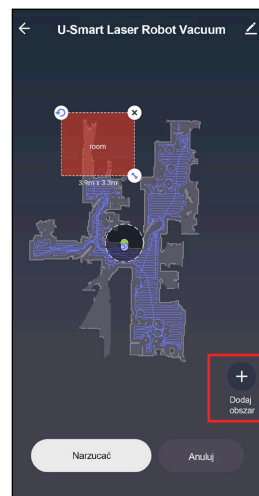 U-Smart Laser Robot Vacuum
room
3.9m x 3.3m
Dodaj
obszar
Narzucać
Anuluj